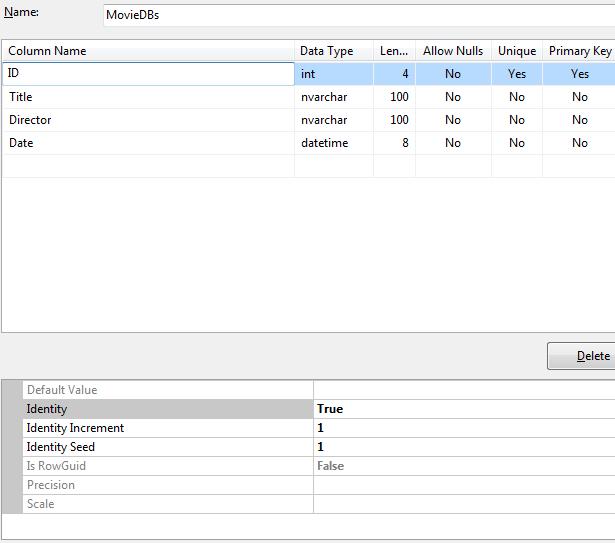 Name: MovieDBs
Column Name Data Type Len... Allow Nulls Unique Primary Key
ID int 4 No Yes Yes
Title nvarchar 100 No No No
Director nvarchar 100 No No No
Date datetime 8 No No No
Delete
Default Value
Identity True
Identity Increment 1
Identity Seed 1
Is RowGuid False
Precision
Scale